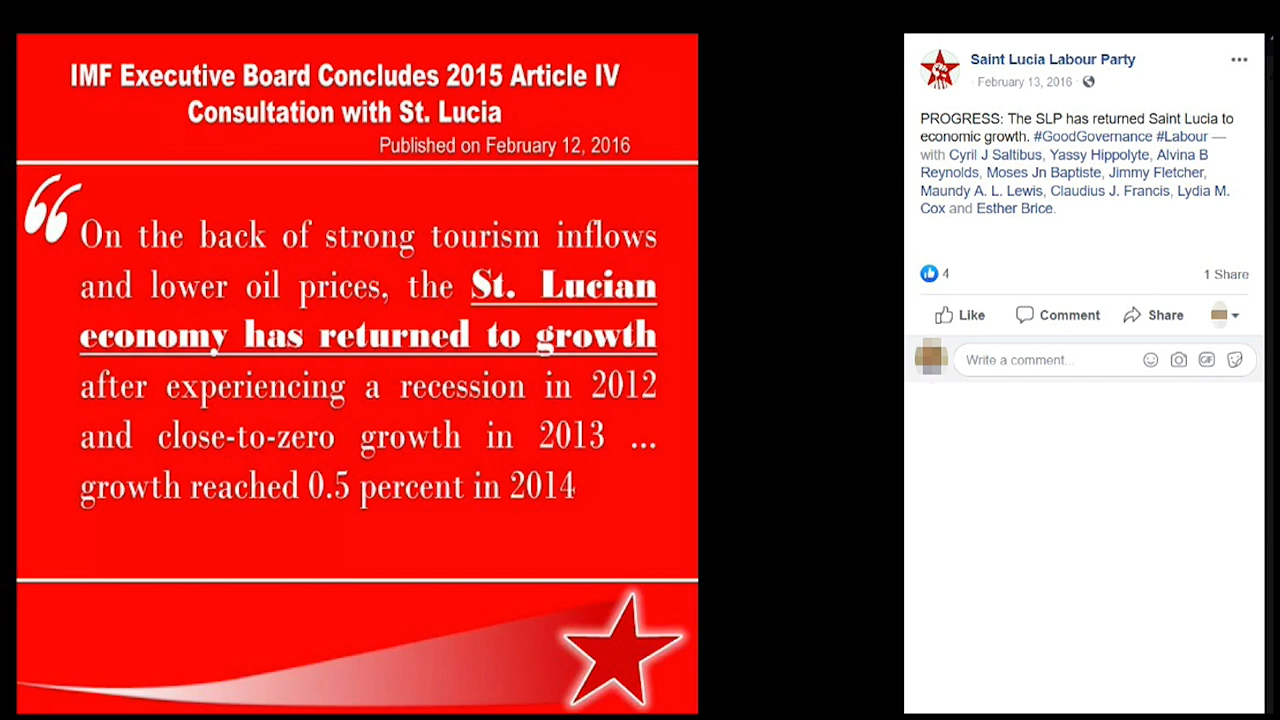 IMF Executive Board Concludes 2015 Article IV
Consultation with St. Lucia
Published on February 12, 2016
“ On the back of strong tourism inflows
and lower oil prices, the St. Lucian
economy has returned to growth
after experiencing a recession in 2012
and close-to-zero growth in 2013 ...
growth reached 0.5 percent in 2014
Saint Lucia Labour Party
· February 13, 2016 ·
PROGRESS: The SLP has returned Saint Lucia to
economic growth. #GoodGovernance #Labour —
with Cyril J Saltibus, Yassy Hippolyte, Alvina B
Reynolds, Moses Jn Baptiste, Jimmy Fletcher,
Maundy A. L. Lewis, Claudius J. Francis, Lydia M.
Cox and Esther Brice.
4 1 Share
Like Comment Share
Write a comment... GIF